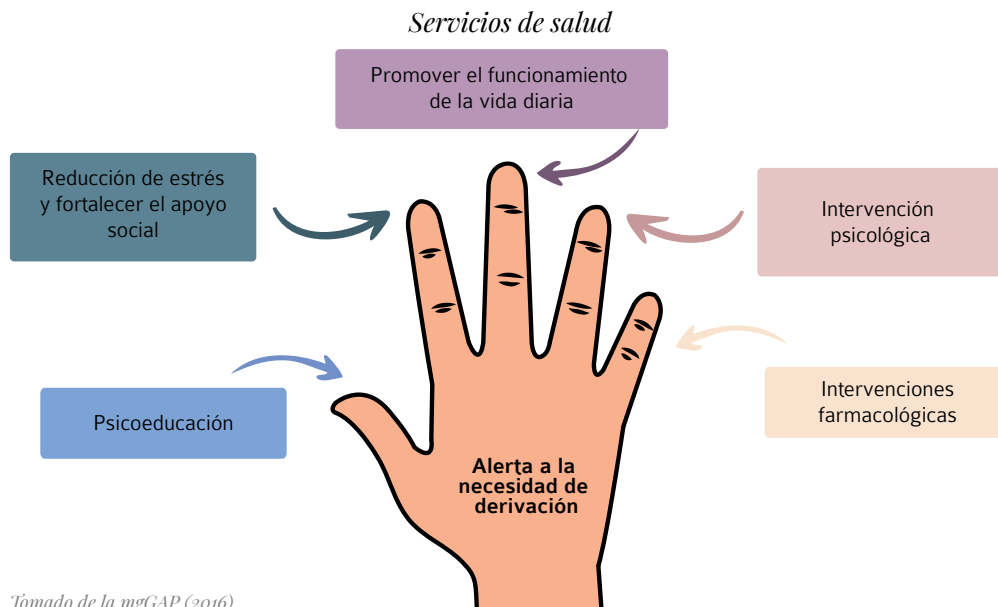 Servicios de salud
Promover el funcionamiento
de la vida diaria
Reducción de estrés
y fortalecer el apoyo
social
Intervención
psicológica
Psicoeducación
Intervenciones
farmacológicas
Alerta a la
necesidad de
derivación
Tomado de la mgGAP (2016)